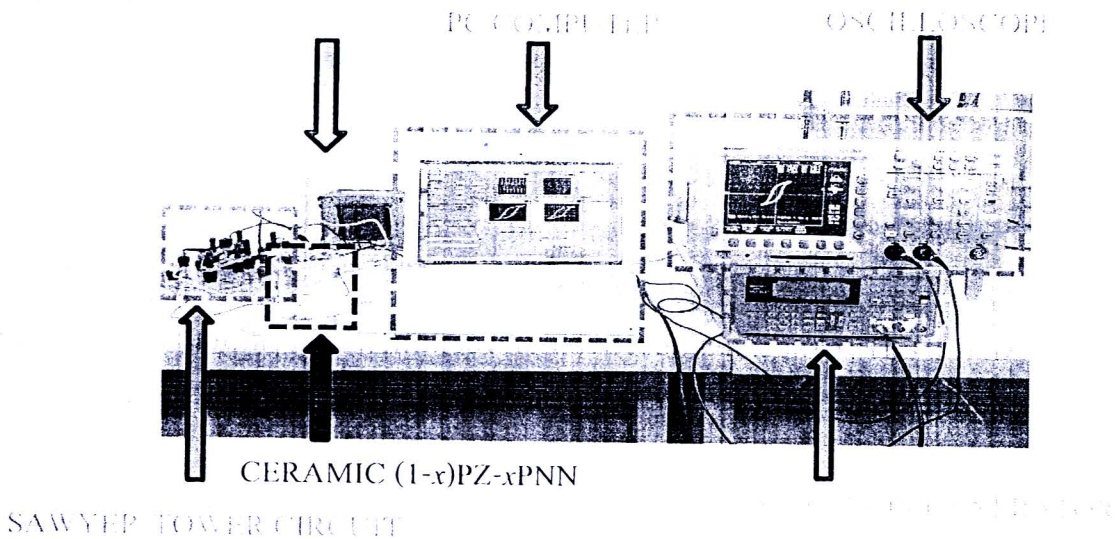 PC COMPUTER
OSCILLOSCOPE
CERAMIC (1-x)PZ-xPNN
SAWYER TOWER CIRCUIT